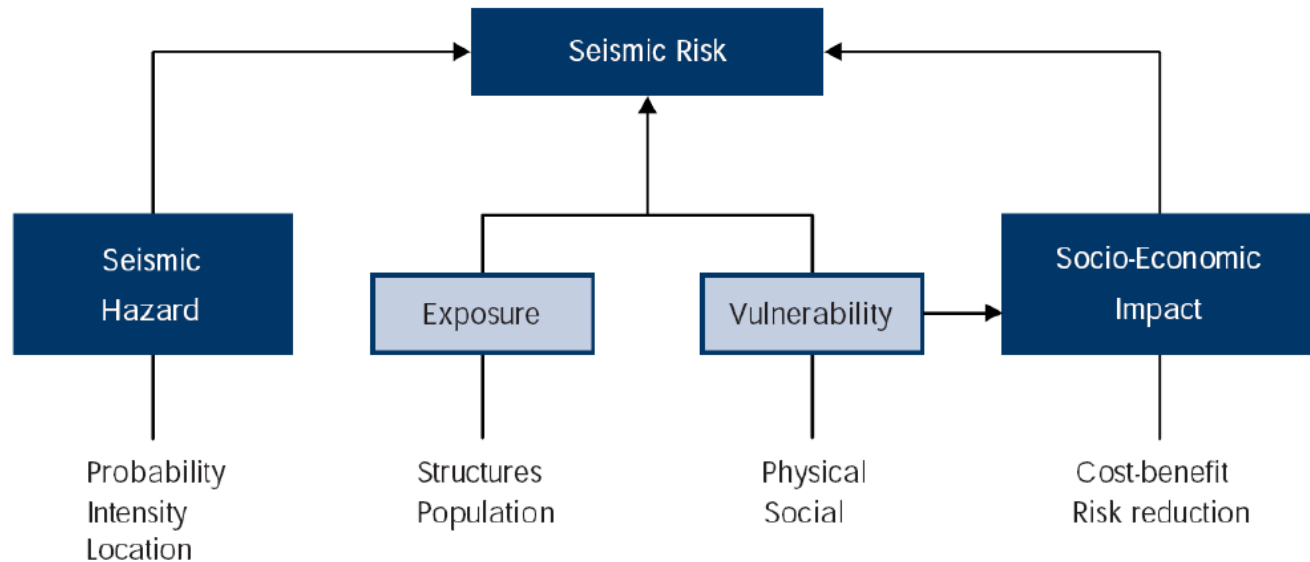 Seismic Risk
Seismic
Hazard
Exposure
Vulnerability
Socio-Economic
Impact
Probability
Intensity
Location
Structures
Population
Physical
Social
Cost-benefit
Risk reduction